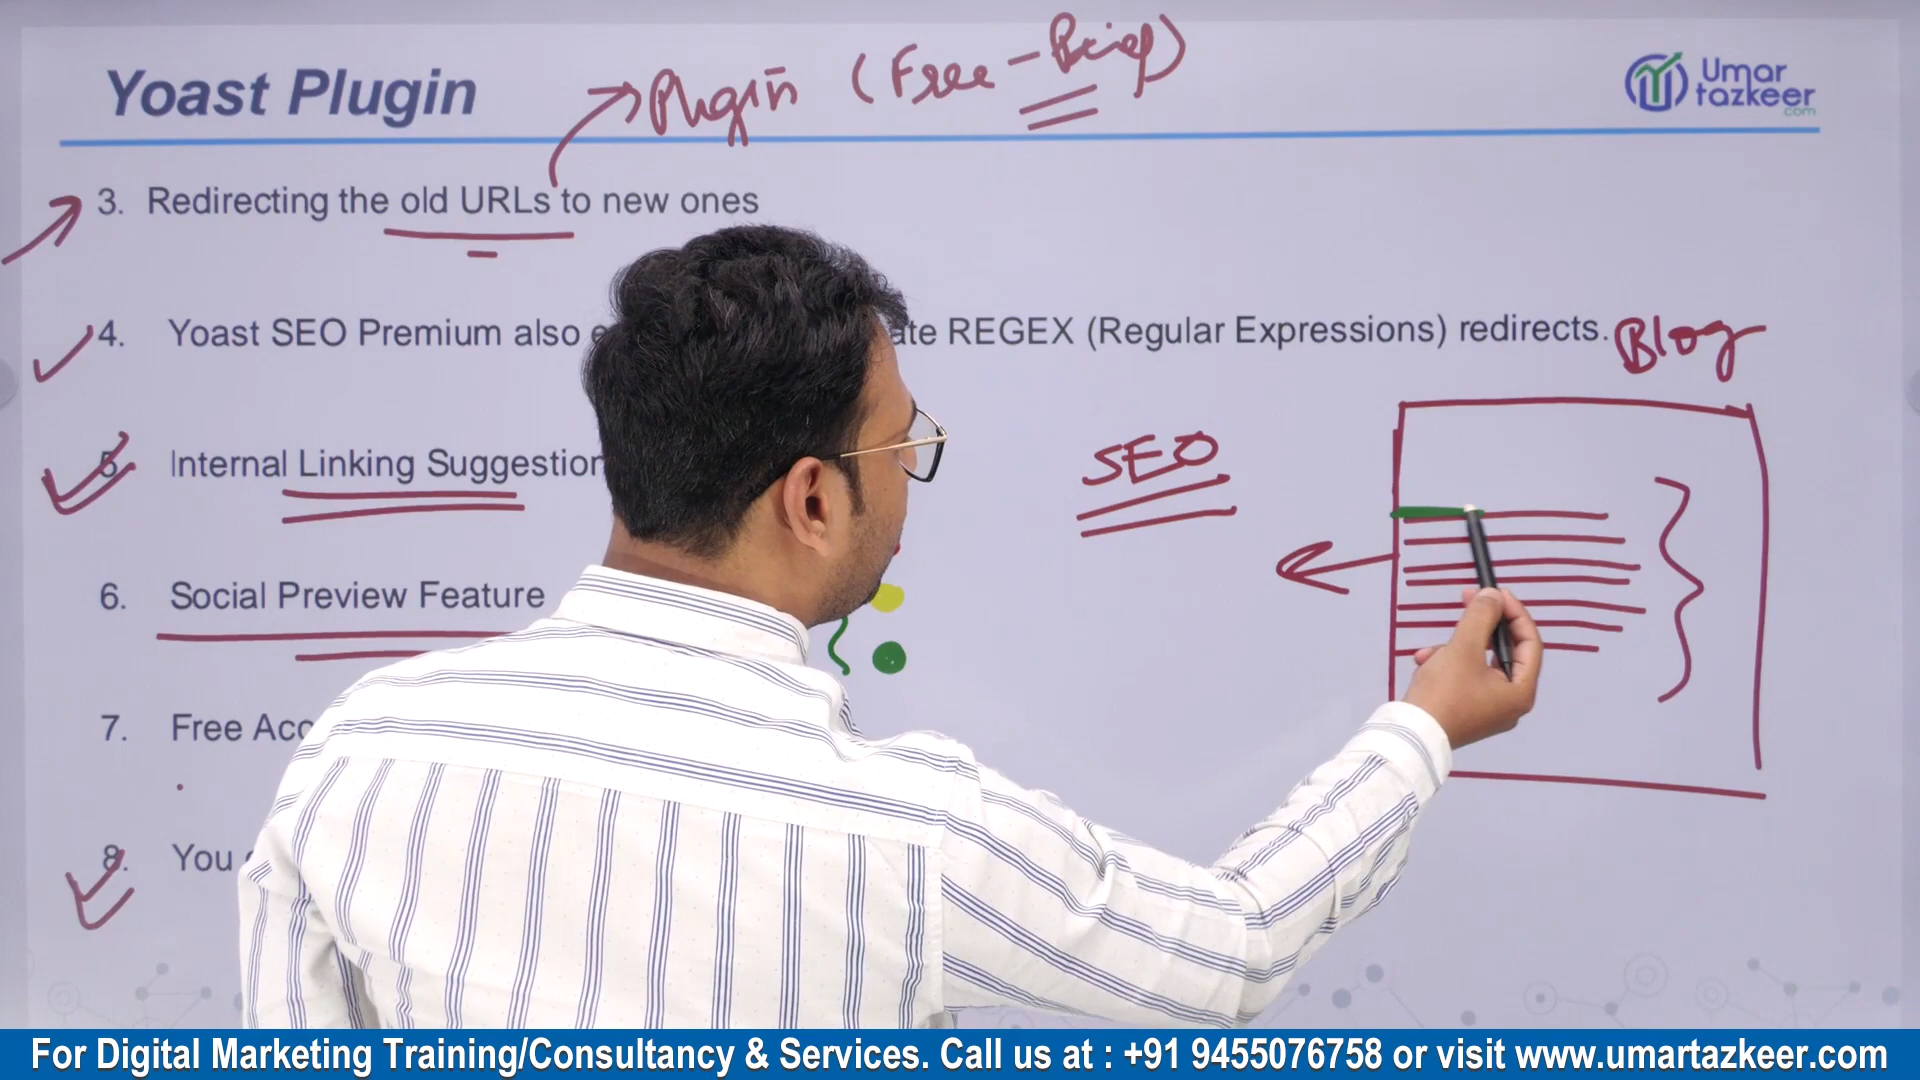 Yoast Plugin
Plugin (Free-
Umar
tazkeer
.com
3. Redirecting the old URLs to new ones
4. Yoast SEO Premium also ate REGEX (Regular Expressions) redirects.
Blog
5. Internal Linking Suggestion
SEO
6. Social Preview Feature
7. Free Acc
8. You
For Digital Marketing Training/Consultancy & Services. Call us at : +91 9455076758 or visit www.umartazkeer.com